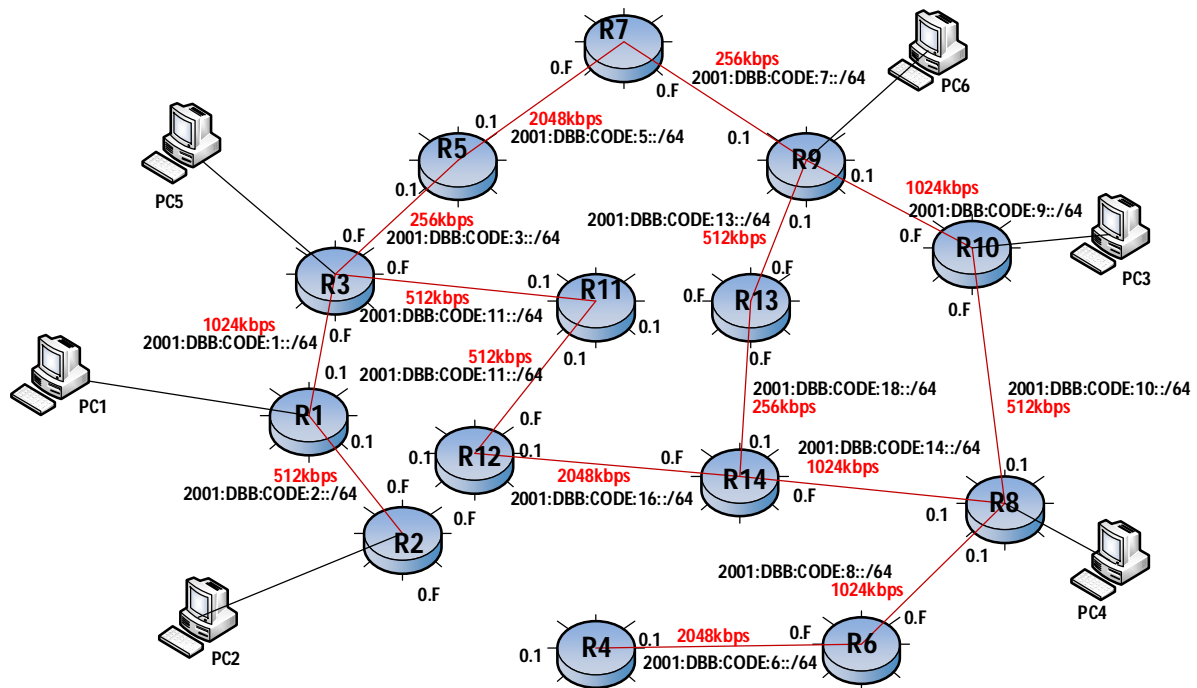 R7
0.F
0.F
256kbps
2001:DBB:CODE:7::/64
PC6
0.1
2048kbps
2001:DBB:CODE:5::/64
R5
0.1
0.1
R9
0.1
0.1
PC5
256kbps
2001:DBB:CODE:3::/64
0.F
0.F
R3
0.F
1024kbps
2001:DBB:CODE:9::/64
0.F
R10
0.F
PC3
2001:DBB:CODE:13::/64
512kbps
0.F
0.F
R13
0.F
0.1
R11
0.1
0.1
512kbps
2001:DBB:CODE:11::/64
1024kbps
2001:DBB:CODE:1::/64
0.1
R1
0.1
PC1
512kbps
2001:DBB:CODE:11::/64
2001:DBB:CODE:18::/64
256kbps
2001:DBB:CODE:10::/64
512kbps
0.F
0.1
R12
0.1
0.1
0.F
R14
0.F
2001:DBB:CODE:14::/64
1024kbps
2048kbps
2001:DBB:CODE:16::/64
512kbps
2001:DBB:CODE:2::/64
0.F
0.F
R2
0.F
0.1
0.1
R8
0.1
PC4
2001:DBB:CODE:8::/64
1024kbps
PC2
0.1
R4
0.1
2048kbps
2001:DBB:CODE:6::/64
0.F
0.F
R6